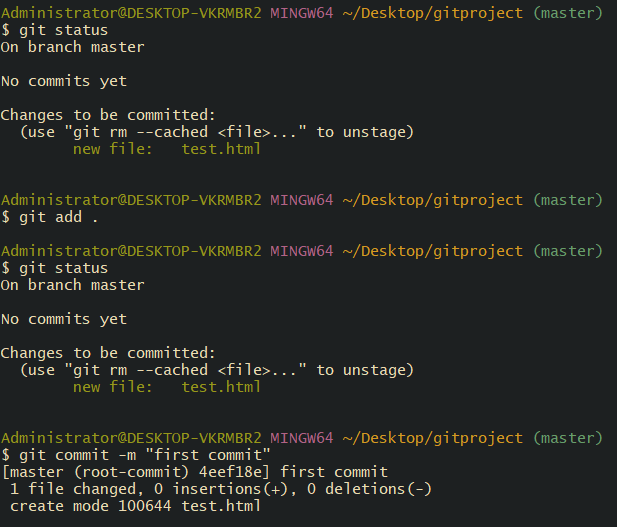 Administrator@DESKTOP-VKRMBR2 MINGW64 ~/Desktop/gitproject (master)
$ git status
On branch master
No commits yet
Changes to be committed:
  (use "git rm --cached <file>..." to unstage)
        new file:   test.html
Administrator@DESKTOP-VKRMBR2 MINGW64 ~/Desktop/gitproject (master)
$ git add .
Administrator@DESKTOP-VKRMBR2 MINGW64 ~/Desktop/gitproject (master)
$ git status
On branch master
No commits yet
Changes to be committed:
  (use "git rm --cached <file>..." to unstage)
        new file:   test.html
Administrator@DESKTOP-VKRMBR2 MINGW64 ~/Desktop/gitproject (master)
$ git commit -m "first commit"
[master (root-commit) 4eef18e] first commit
 1 file changed, 0 insertions(+), 0 deletions(-)
 create mode 100644 test.html